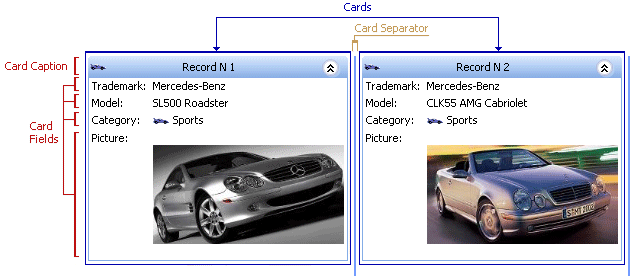 Cards
Card Separator
Card Caption
Record N 1
Record N 2
Card
Fields
Trademark: Mercedes-Benz
Model: SL500 Roadster
Category: Sports
Picture:
Trademark: Mercedes-Benz
Model: CLK55 AMG Cabriolet
Category: Sports
Picture: